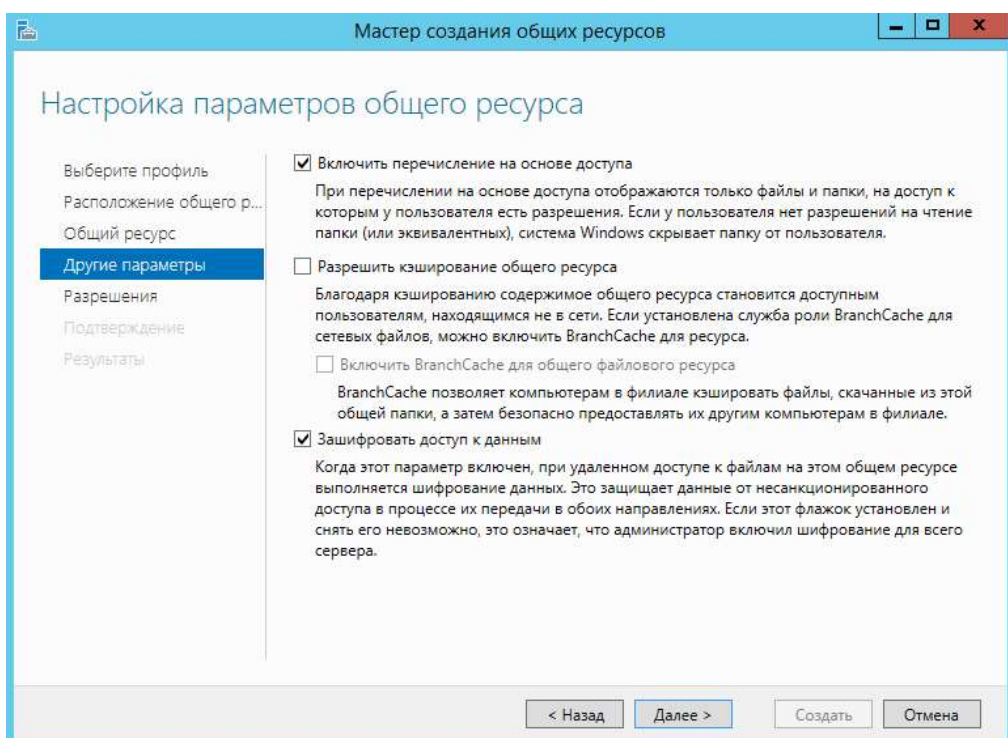 Мастер создания общих ресурсов
Настройка параметров общего ресурса
Выберите профиль
Расположение общего р...
Общий ресурс
Другие параметры
Разрешения
Подтверждение
Результаты
Включить перечисление на основе доступа
При перечислении на основе доступа отображаются только файлы и папки, на доступ к
которым у пользователя есть разрешения. Если у пользователя нет разрешений на чтение
папки (или эквивалентных), система Windows скрывает папку от пользователя.
Разрешить кэширование общего ресурса
Благодаря кэшированию содержимое общего ресурса становится доступным
пользователям, находящимся не в сети. Если установлена служба роли BranchCache для
сетевых файлов, можно включить BranchCache для ресурса.
Включить BranchCache для общего файлового ресурса
BranchCache позволяет компьютерам в филиале кэшировать файлы, скачанные из этой
общей папки, а затем безопасно предоставлять их другим компьютерам в филиале.
Зашифровать доступ к данным
Когда этот параметр включен, при удаленном доступе к файлам на этом общем ресурсе
выполняется шифрование данных. Это защищает данные от несанкционированного
доступа в процессе их передачи в обоих направлениях. Если этот флажок установлен и
снять его невозможно, это означает, что администратор включил шифрование для всего
сервера.
< Назад
Далее >
Создать
Отмена